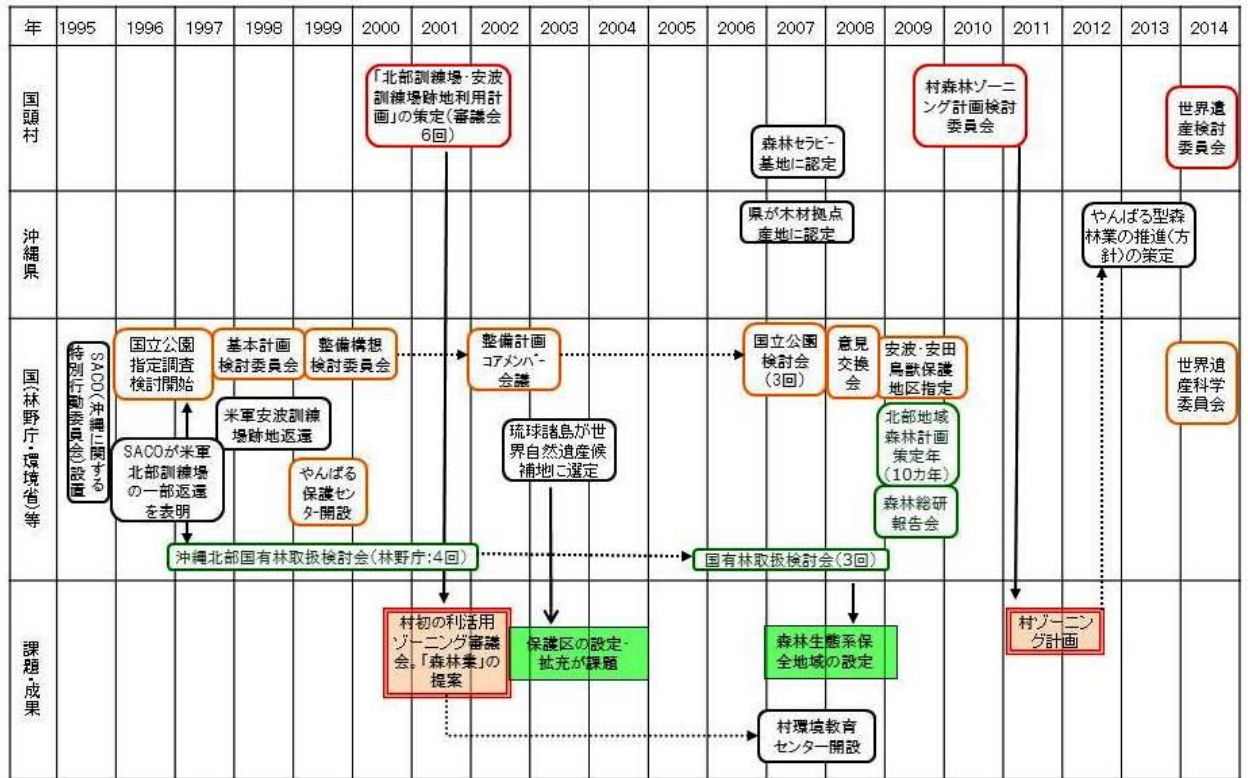 年 1995 1996 1997 1998 1999 2000 2001 2002 2003 2004 2005 2006 2007 2008 2009 2010 2011 2012 2013 2014
国頭村
「北部訓練場・安波
訓練場跡地利用計
画」の策定(審議会
6回)
森林セラピー
基地に認定
村森林ゾーニ
ング計画検討
委員会
世界遺
産検討
委員会
沖縄県
県が木材拠点
産地に認定
やんばる型森
林業の推進(方
針)の策定
国(林野庁・環境省)等
SACO(沖縄に関する
特別行動委員会)設置
国立公園
指定調査
検討開始
基本計画
検討委員会
整備構想
検討委員会
整備計画
コアメンバー
会議
国立公園
検討会
(3回)
意見
交換
会
安波・安田
鳥獣保護
地区指定
世界遺
産科学
委員会
米軍安波訓練
場跡地返還
SACOが米軍
北部訓練場
の一部返還
を表明
やんばる
保護セン
ター開設
琉球諸島が世
界自然遺産候
補地に選定
北部地域
森林計画
策定年
(10カ年)
森林総研
報告会
沖縄北部国有林取扱検討会(林野庁:4回)
国有林取扱検討会(3回)
課題・成果
村初の利活用
ゾーニング審議
会。「森林業」の
提案
保護区の設定・
拡充が課題
森林生態系保
全地域の設定
村ゾーニン
グ計画
村環境教育
センター開設